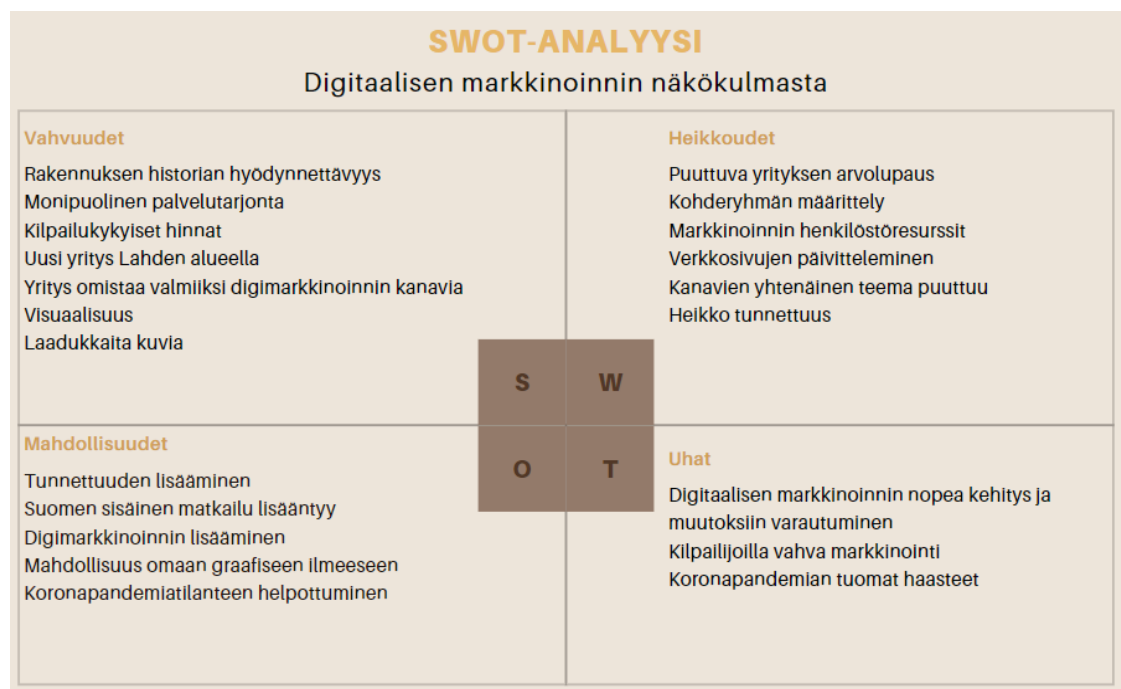 SWOT-ANALYYSI
Digitaalisen markkinoinnin näkökulmasta
Vahvuudet
Rakennuksen historian hyödynnettävyys
Monipuolinen palvelutarjonta
Kilpailukykyiset hinnat
Uusi yritys Lahden alueella
Yritys omistaa valmiiksi digimarkkinoinnin kanavia
Visuaalisuus
Laadukkaita kuvia
Heikkoudet
Puuttuva yrityksen arvolupaus
Kohderyhmän määrittely
Markkinoinnin henkilöstöresurssit
Verkkosivujen päivitteleminen
Kanavien yhtenäinen teema puuttuu
Heikko tunnettuus
S W
O T
Mahdollisuudet
Tunnettuuden lisääminen
Suomen sisäinen matkailu lisääntyy
Digimarkkinoinnin lisääminen
Mahdollisuus omaan graafiseen ilmeeseen
Koronapandemiatilanteen helpottuminen
Uhat
Digitaalisen markkinoinnin nopea kehitys ja
muutoksiin varautuminen
Kilpailijoilla vahva markkinointi
Koronapandemian tuomat haasteet